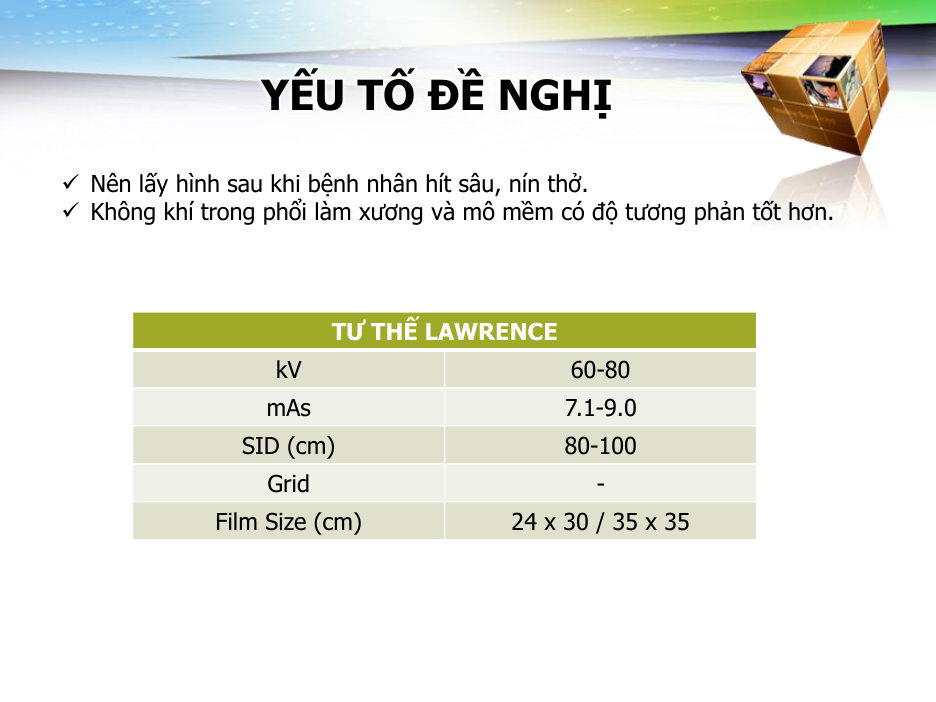 YẾU TỐ ĐỀ NGHỊ
✓ Nên lấy hình sau khi bệnh nhân hít sâu, nín thở.
✓ Không khí trong phổi làm xương và mô mềm có độ tương phản tốt hơn.
TƯ THẾ LAWRENCE
kV 60-80
mAs 7.1-9.0
SID (cm) 80-100
Grid -
Film Size (cm) 24 x 30 / 35 x 35